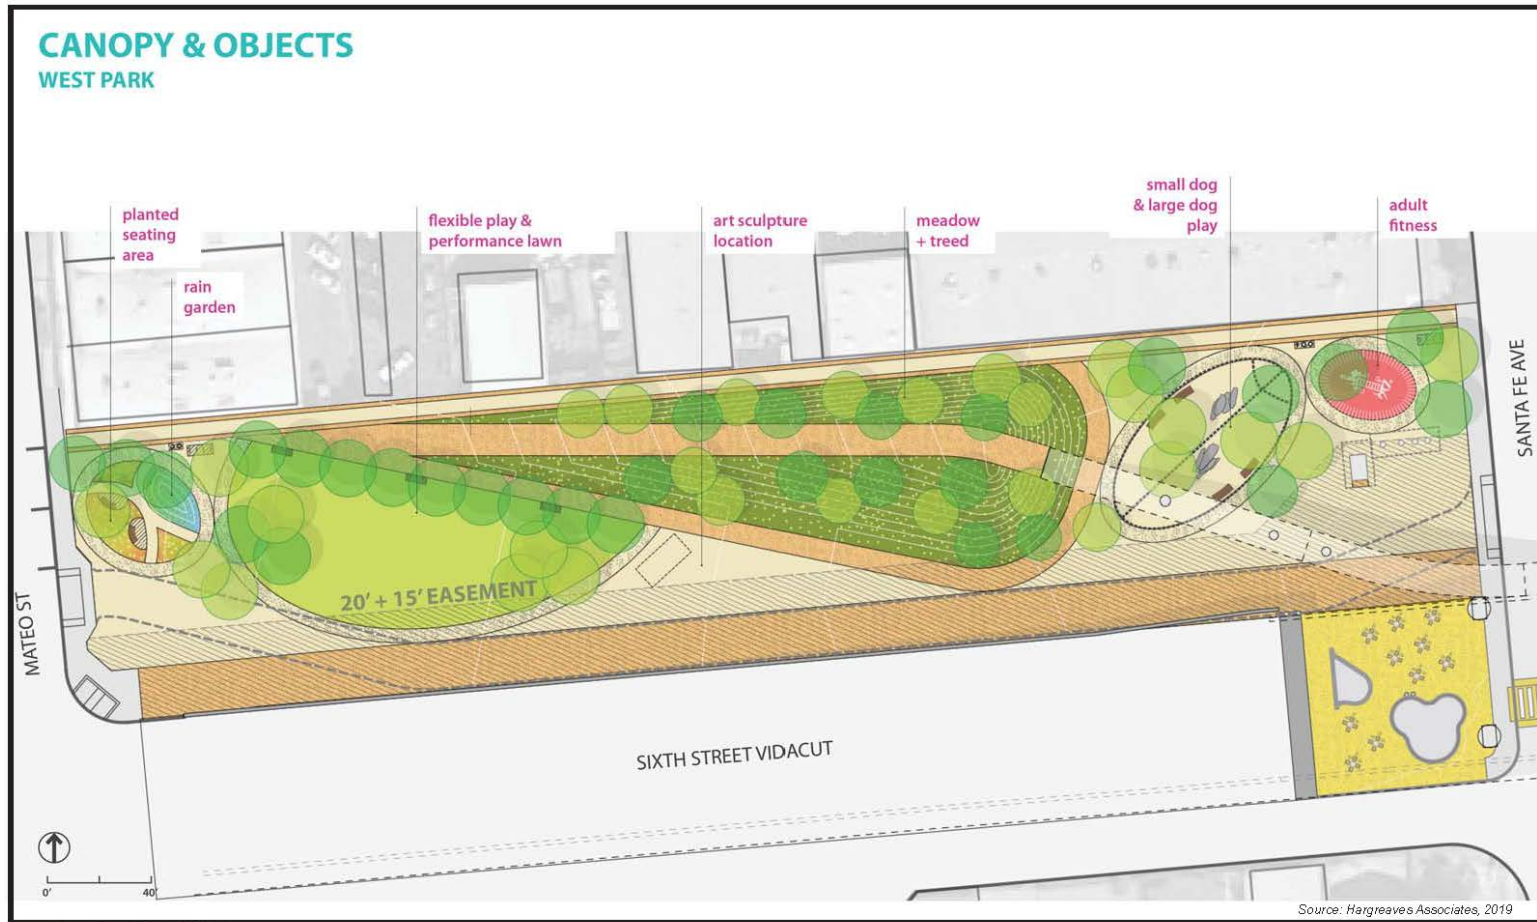 CANOPY & OBJECTS
WEST PARK
planted
seating
area
rain
garden
flexible play &
performance lawn
art sculpture
location
meadow
+ treed
small dog
& large dog
play
adult
fitness
SANTA FE AVE
MATEO ST
20' + 15' EASEMENT
SIXTH STREET VIDACUT
0'
40'
Source: Hargreaves Associates, 2019